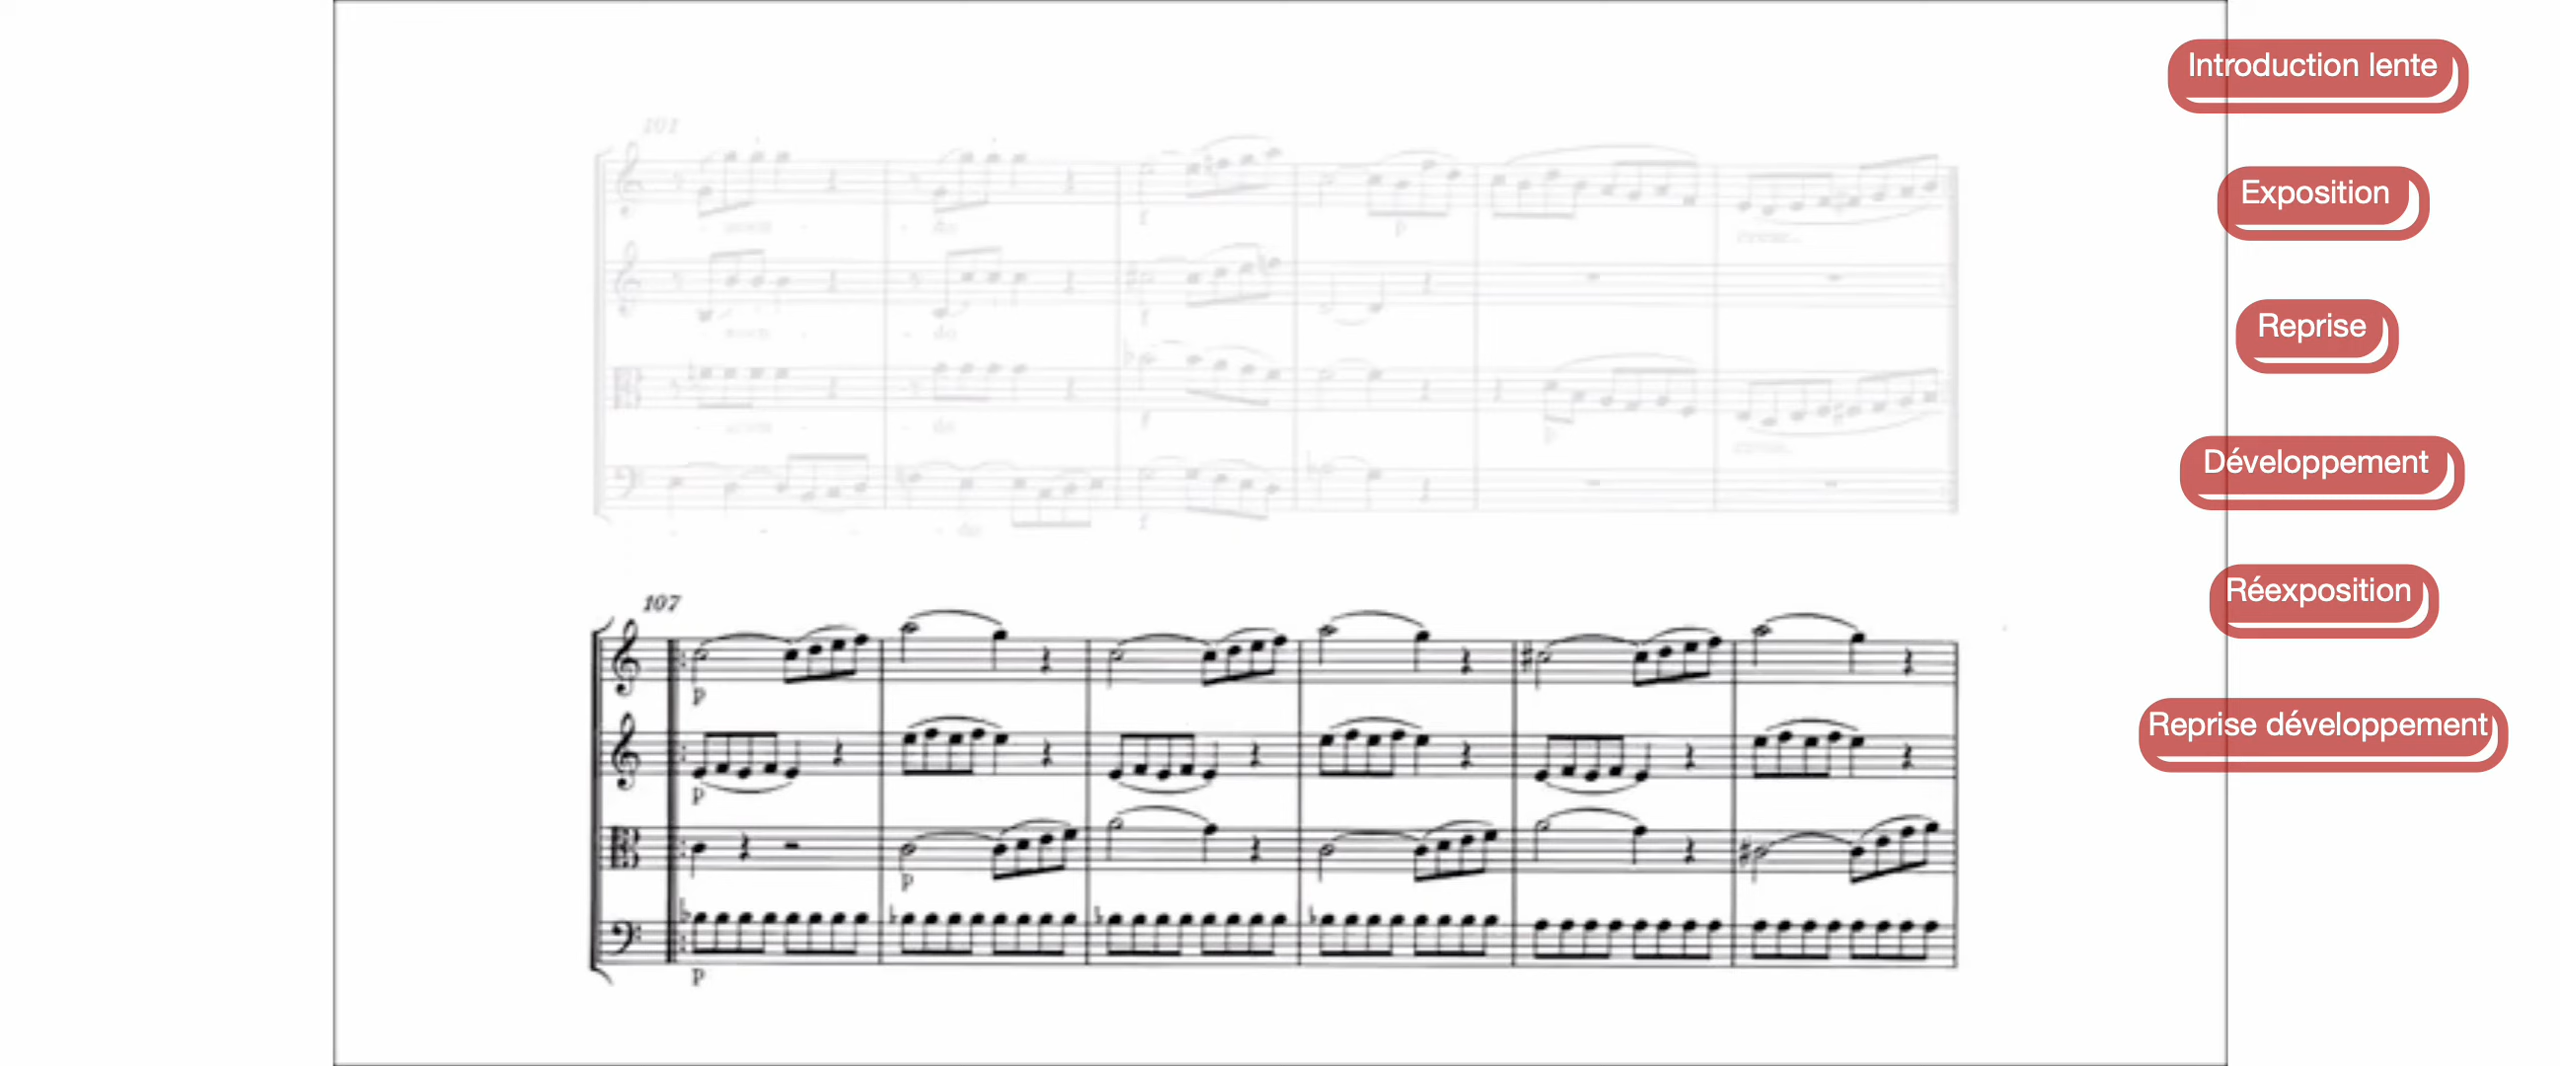 Introduction lente
101
Exposition
p
f
Reprise
Développement
Réexposition
107
p
Reprise développement
p
p
p